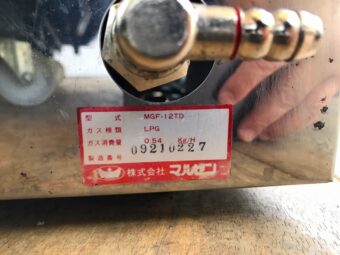 型 式 MGF-12TD
ガス種類 LPG
ガス消費量 0.54 Kg/H
製造番号 09210227
株式会社 マルゼン